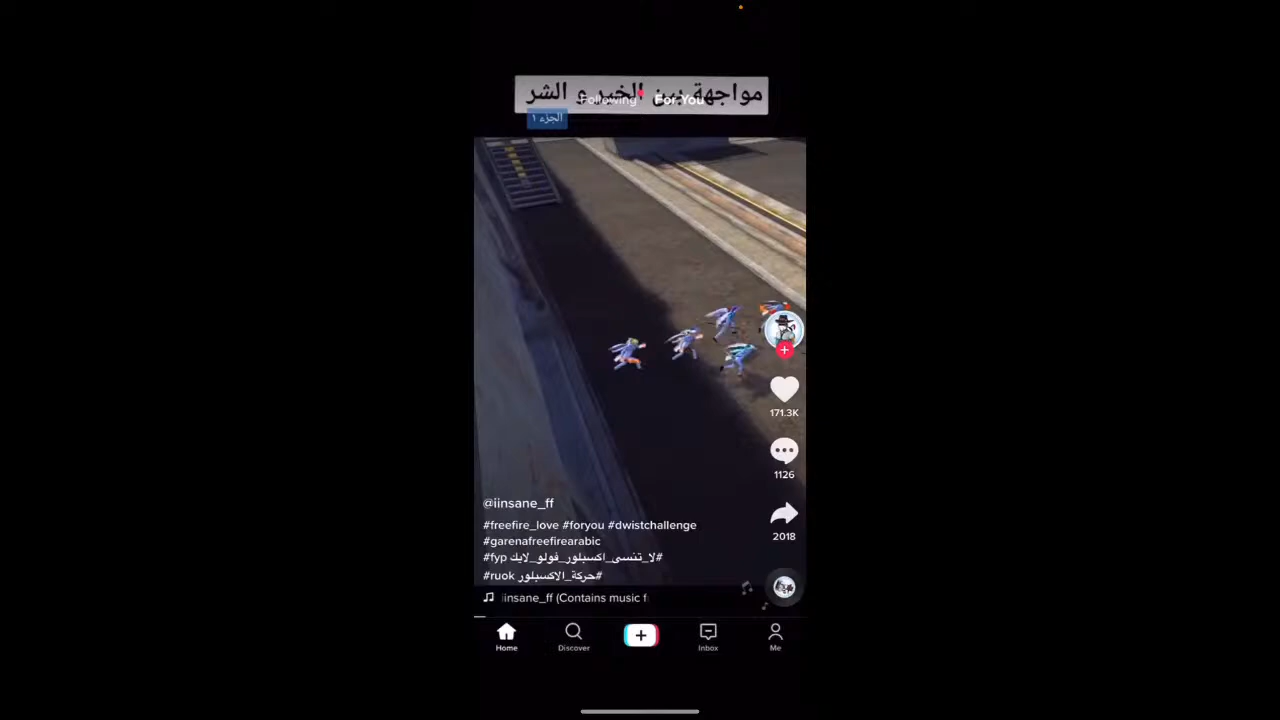 مواجهة بين الخير و الشر
Following
For You
الجزء ١
171.3K
1126
2018
@iinsane_ff
#freefire_love #foryou #dwistchallenge
#garenafreefirearabic
#fyp لا_تنسى_اكسبلور_فولو_لايك#
#ruok حركة_الاكسبلور#
iinsane_ff (Contains music f
Home
Discover
Inbox
Me